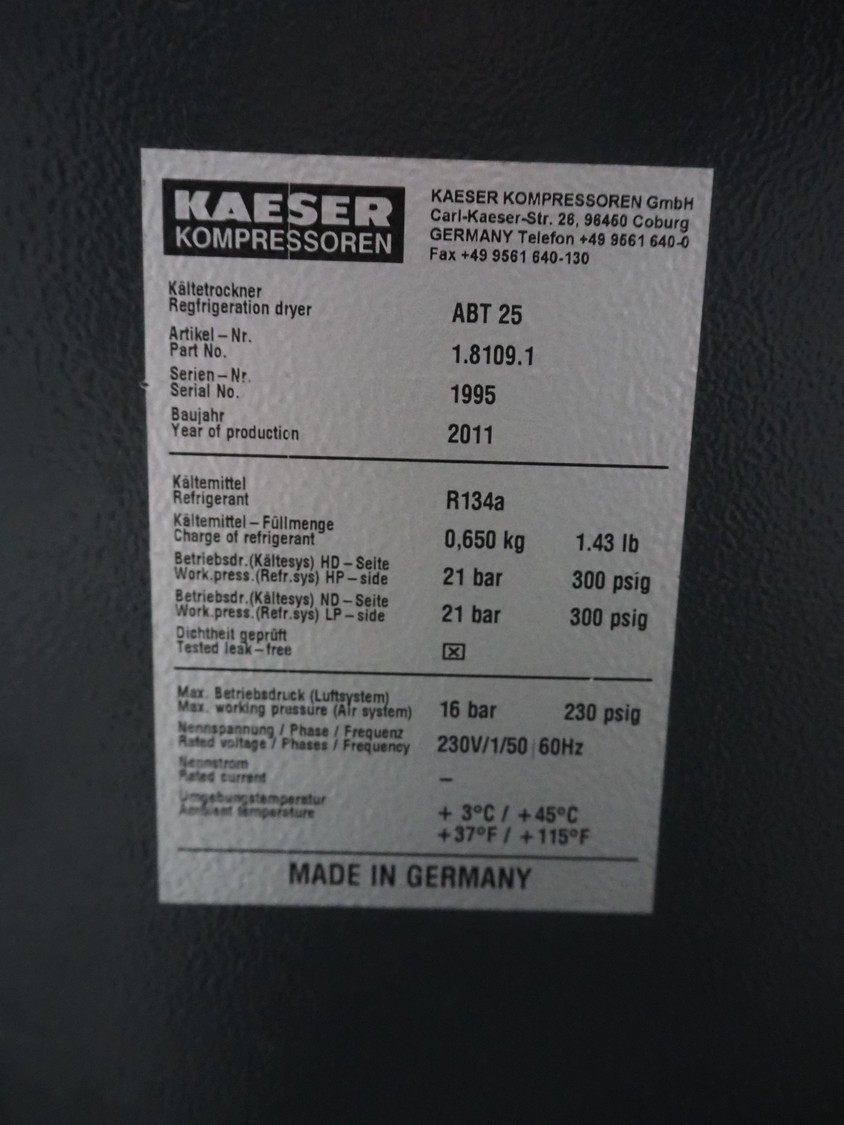 KAESER
KOMPRESSOREN
KAESER KOMPRESSOREN GmbH
Carl-Kaeser-Str. 26, 96450 Coburg
GERMANY Telefon +49 9561 640-0
Fax +49 9561 640-130
Kältetrockner
Regfrigeration dryer
ABT 25
Artikel – Nr.
Part No.
1.8109.1
Serien – Nr.
Serial No.
1995
Baujahr
Year of production
2011
Kältemittel
Refrigerant
R134a
Kältemittel – Füllmenge
Charge of refrigerant
0,650 kg 1.43 lb
Betriebsdr.(Kältesys) HD – Seite
Work.press.(Refr.sys) HP – side
21 bar 300 psig
Betriebsdr.(Kältesys) ND – Seite
Work.press.(Refr.sys) LP – side
21 bar 300 psig
Dichtheit geprüft
Tested leak – free
☒
Max. Betriebsdruck (Luftsystem)
Max. working pressure (Air system)
16 bar 230 psig
Nennspannung / Phase / Frequenz
Rated voltage / Phases / Frequency
230V/1/50 | 60Hz
Nennstrom
Rated current
–
Umgebungstemperatur
Ambient temperature
+ 3°C / +45°C
+37°F / +115°F
MADE IN GERMANY